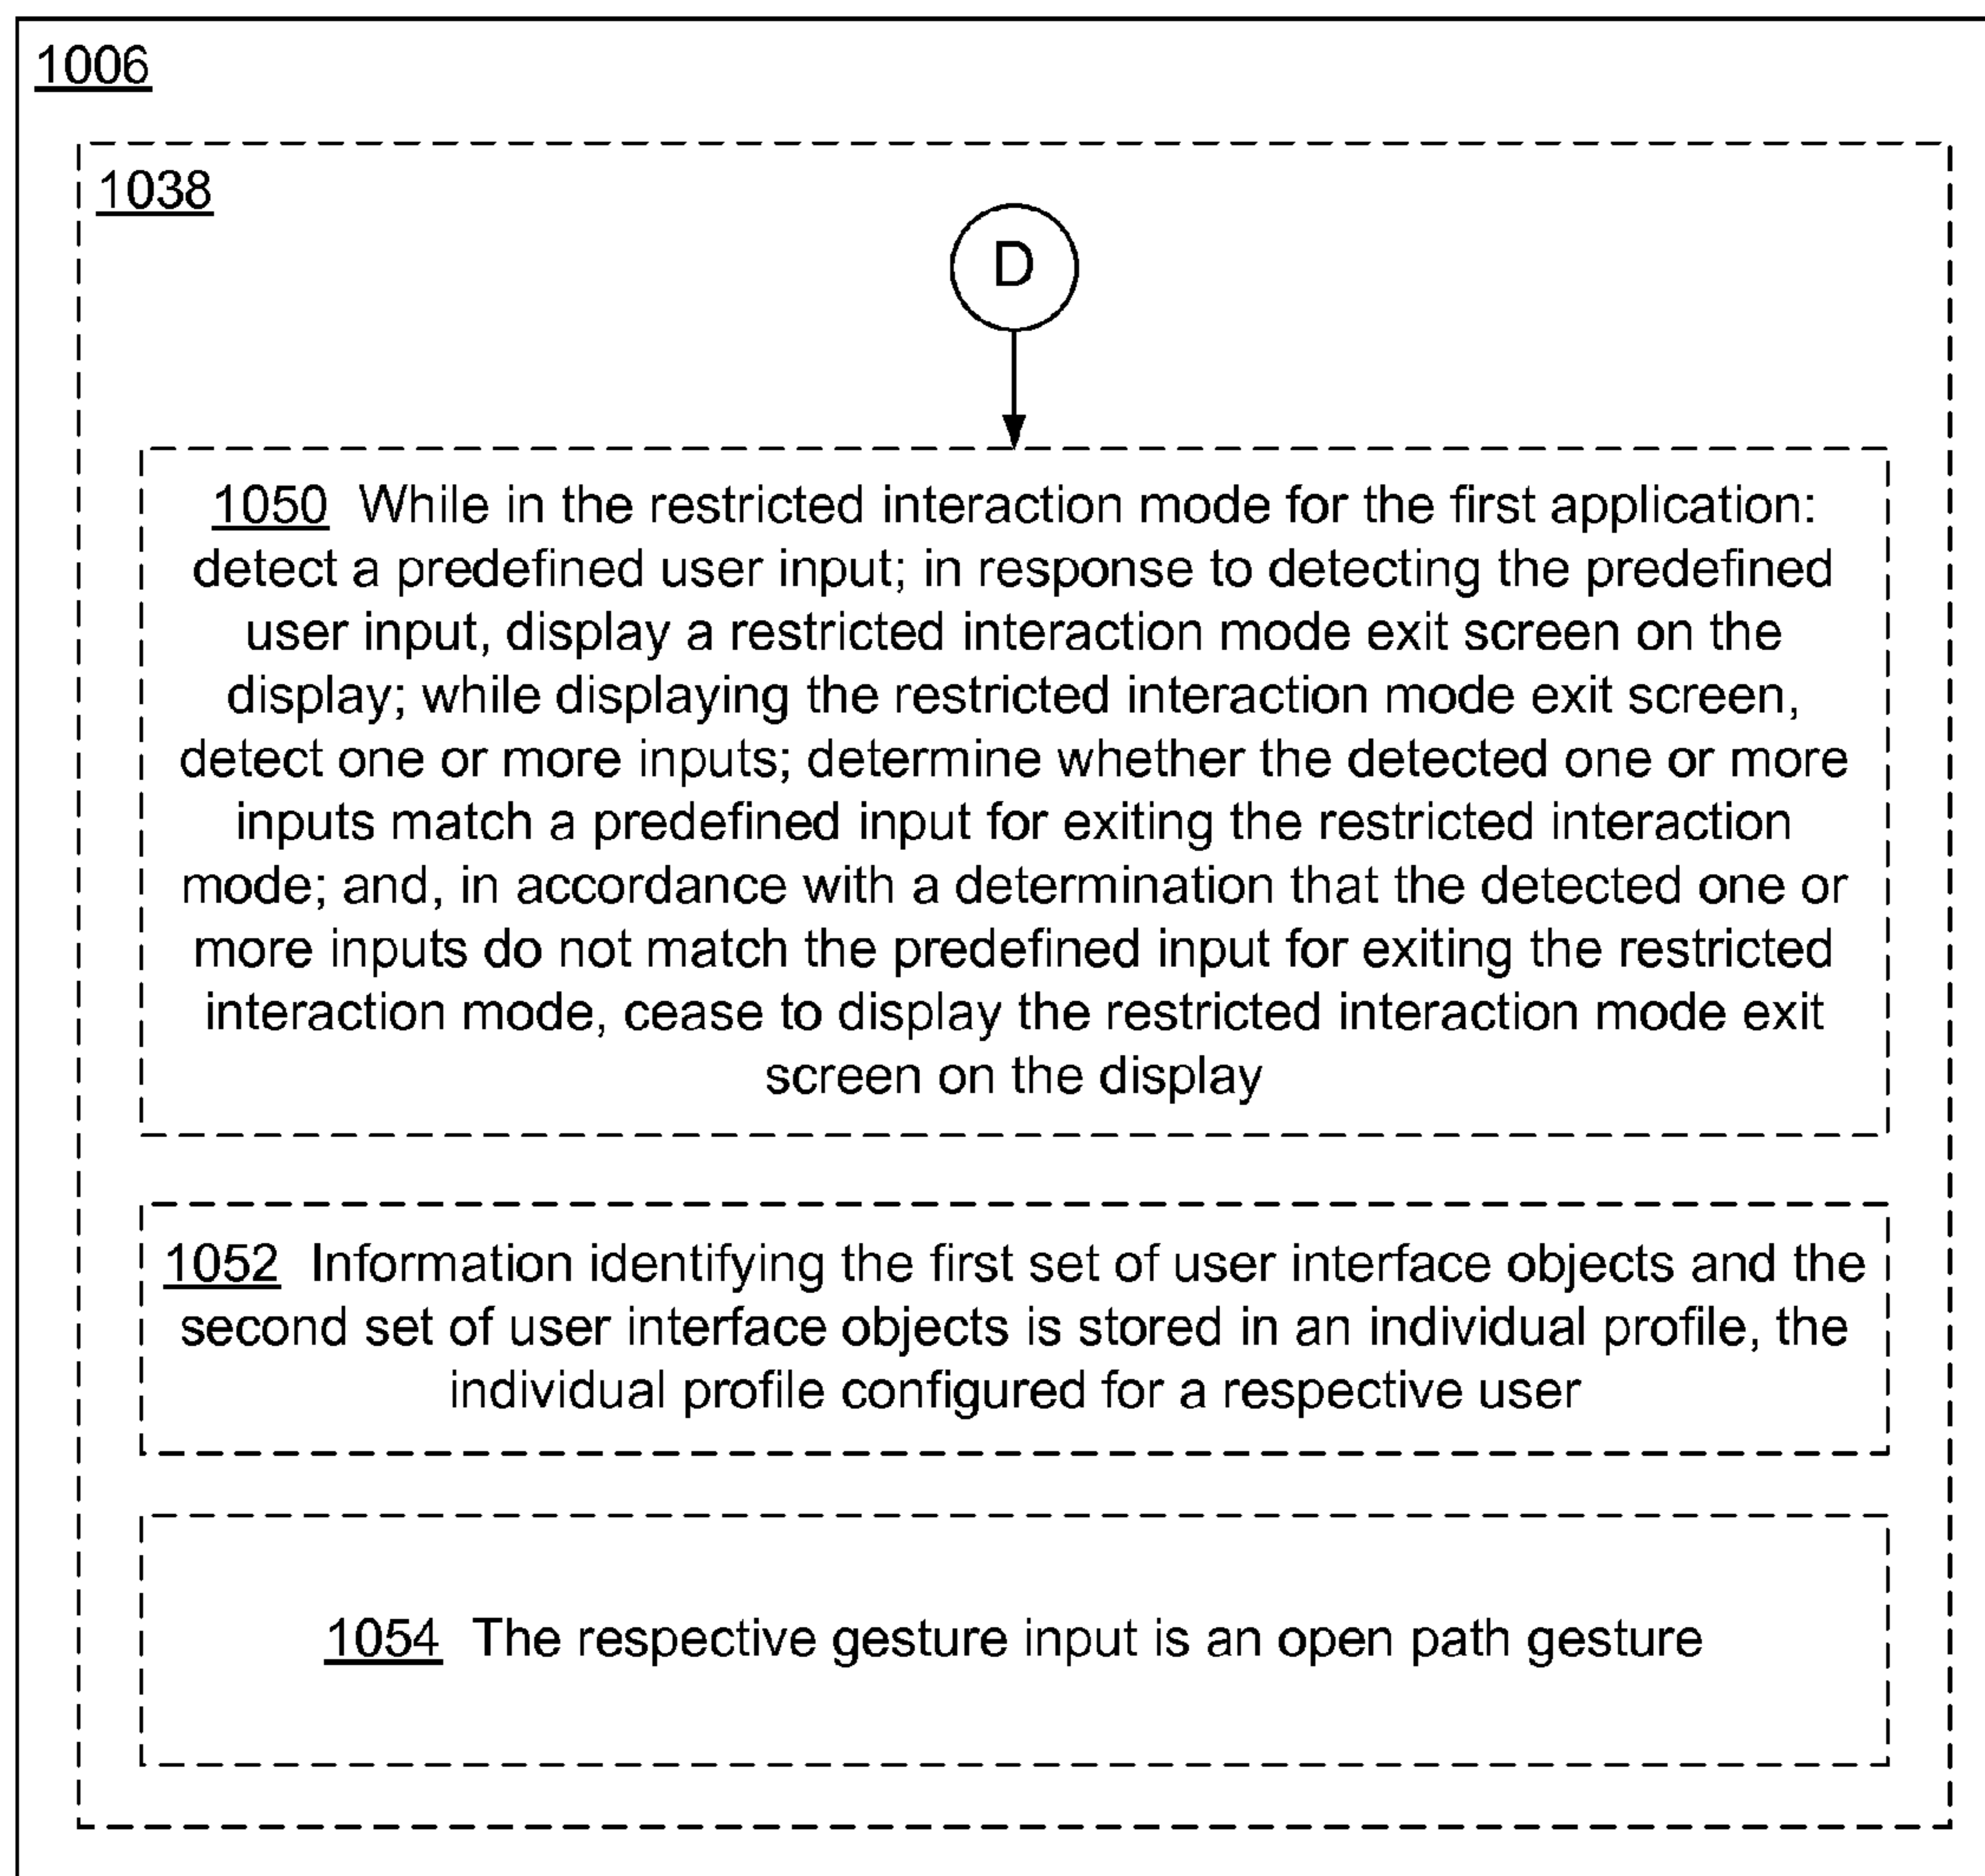 1006
1038
D
1050 While in the restricted interaction mode for the first application:
detect a predefined user input; in response to detecting the predefined
user input, display a restricted interaction mode exit screen on the
display; while displaying the restricted interaction mode exit screen,
detect one or more inputs; determine whether the detected one or more
inputs match a predefined input for exiting the restricted interaction
mode; and, in accordance with a determination that the detected one or
more inputs do not match the predefined input for exiting the restricted
interaction mode, cease to display the restricted interaction mode exit
screen on the display
1052 Information identifying the first set of user interface objects and the
second set of user interface objects is stored in an individual profile, the
individual profile configured for a respective user
1054 The respective gesture input is an open path gesture